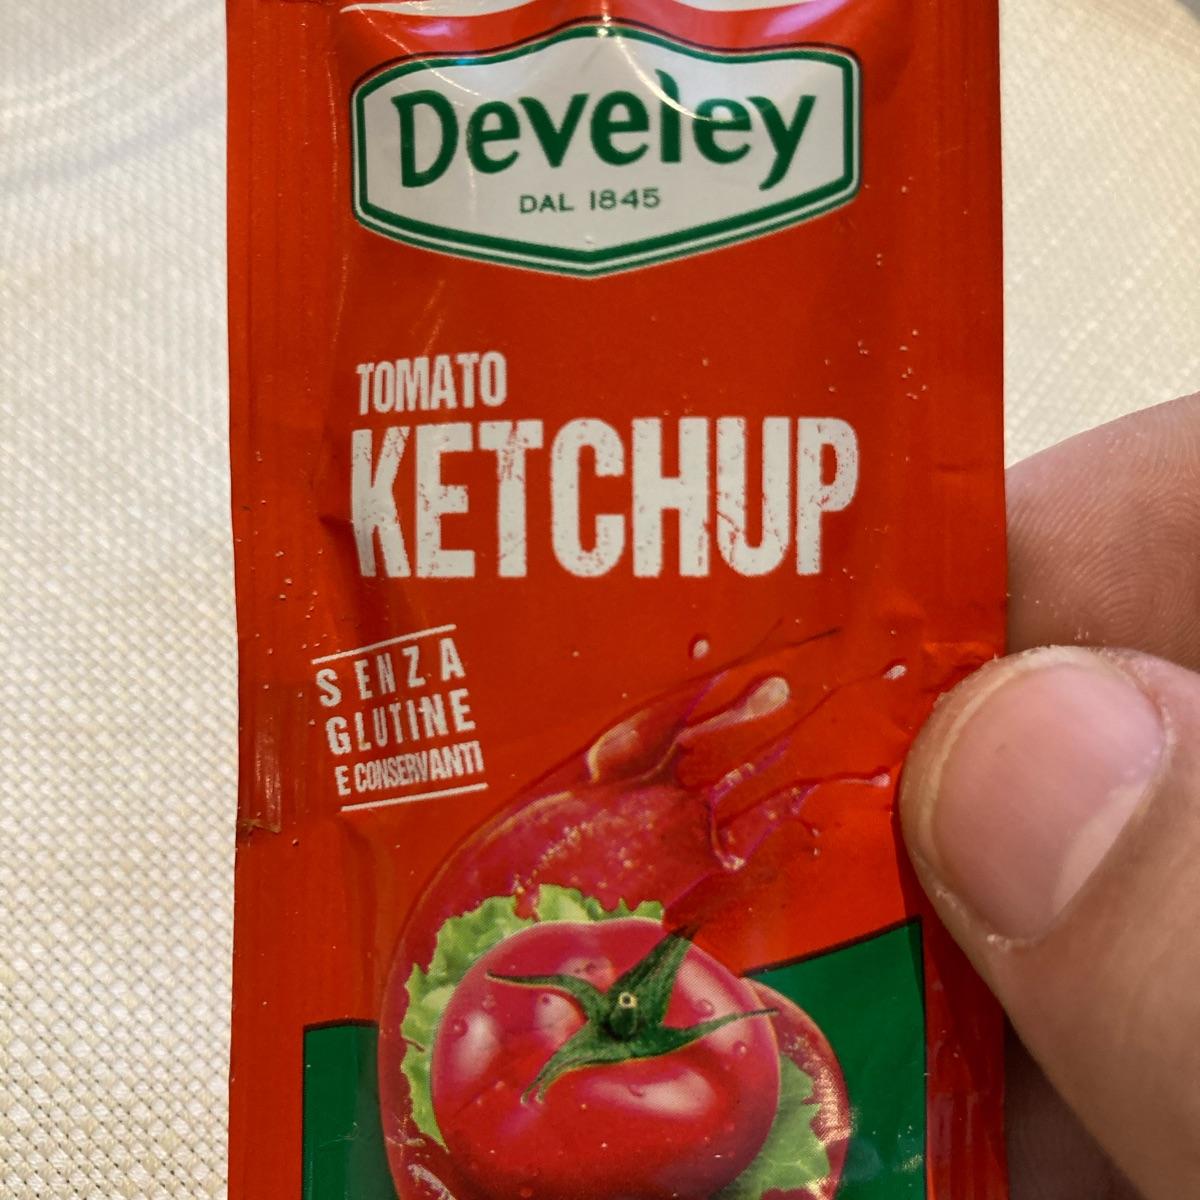 Develey
DAL 1845
TOMATO
KETCHUP
SENZA
GLUTINE
E CONSERVANTI